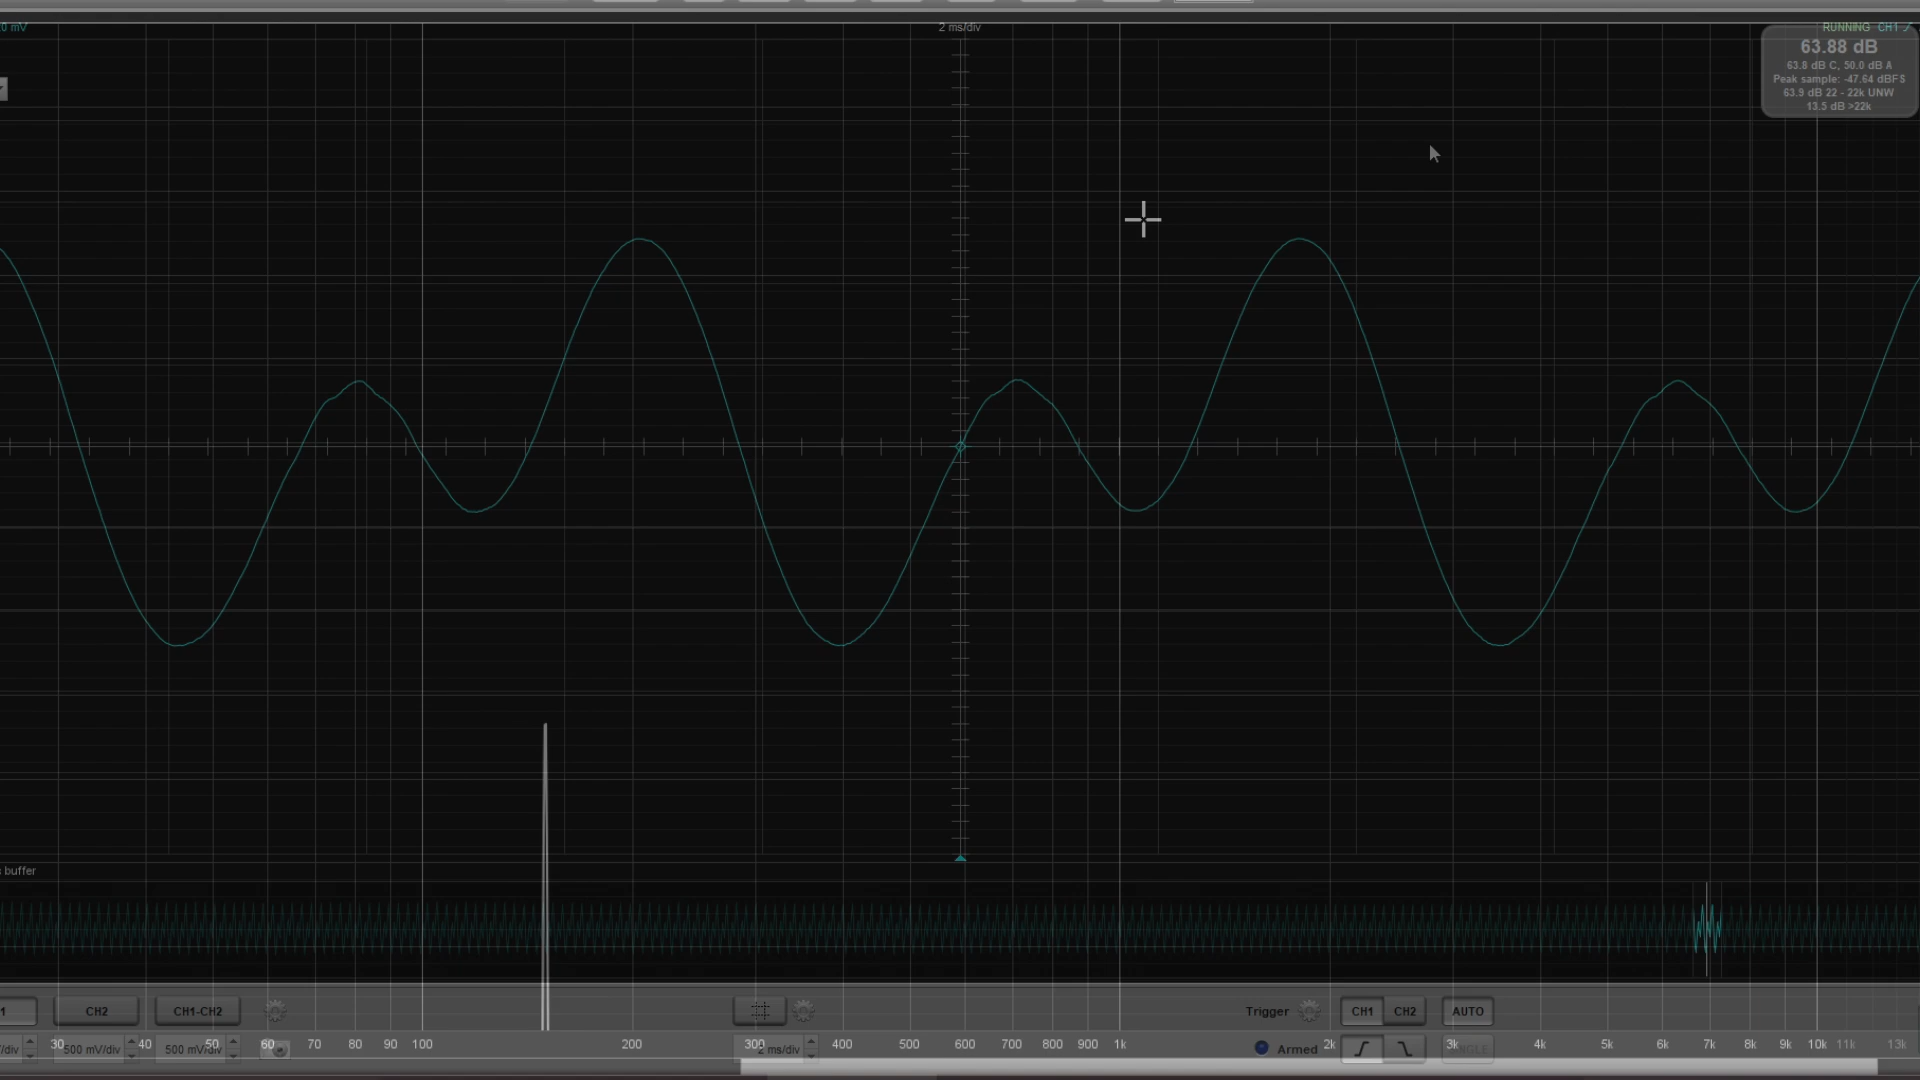 0 mV
2 ms/div
RUNNING CH1
63.88 dB
63.8 dB C, 50.0 dB A
Peak sample: -47.64 dBFS
63.9 dB 22 - 22k UNW
13.5 dB >22k
buffer
1 CH2 CH1-CH2 Trigger CH1 CH2 AUTO
/div 500 mV/div 500 mV/div 2 ms/div Armed
30 40 50 60 70 80 90 100 200 300 400 500 600 700 800 1k 2k 3k 4k 5k 6k 7k 8k 9k 10k 11k 13k